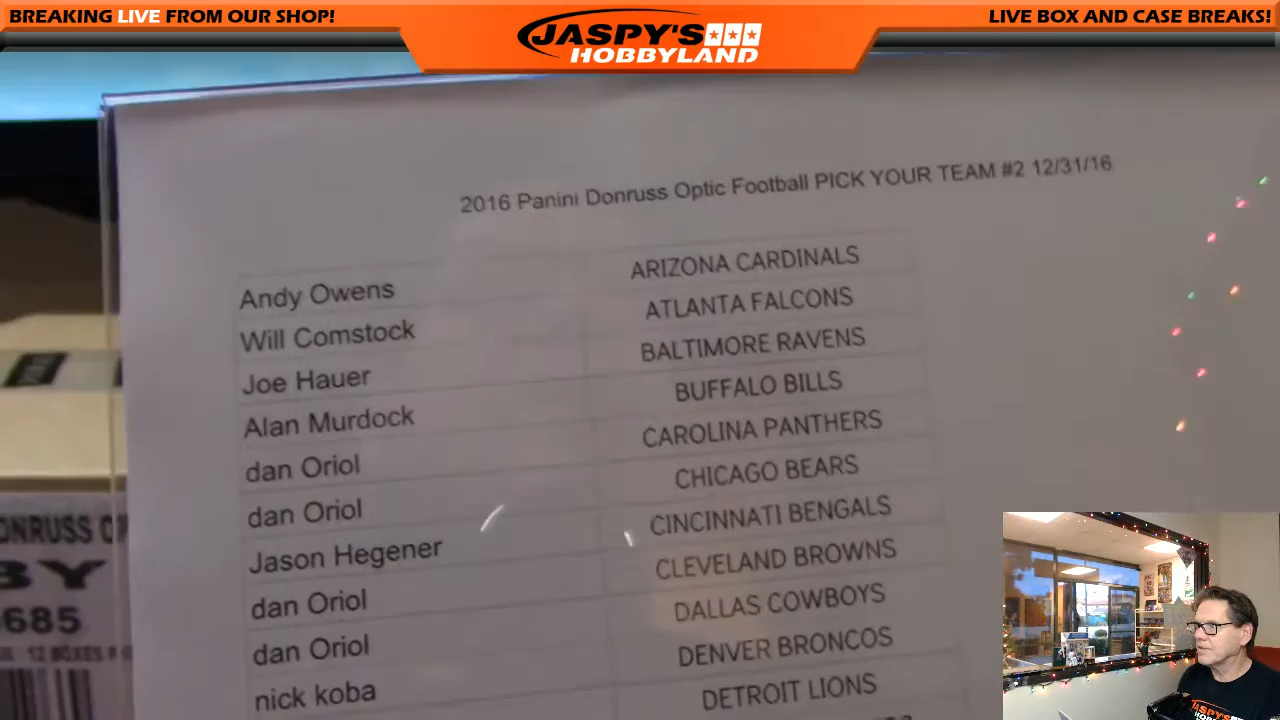 BREAKING LIVE FROM OUR SHOP!
JASPY'S
HOBBYLAND
LIVE BOX AND CASE BREAKS!
2016 Panini Donruss Optic Football PICK YOUR TEAM #2 12/31/16
Andy Owens ARIZONA CARDINALS
Will Comstock ATLANTA FALCONS
Joe Hauer BALTIMORE RAVENS
Alan Murdock BUFFALO BILLS
dan Oriol CAROLINA PANTHERS
dan Oriol CHICAGO BEARS
Jason Hegener CINCINNATI BENGALS
dan Oriol CLEVELAND BROWNS
dan Oriol DALLAS COWBOYS
nick koba DENVER BRONCOS
DETROIT LIONS
685
12 BOXES
JASPY'S